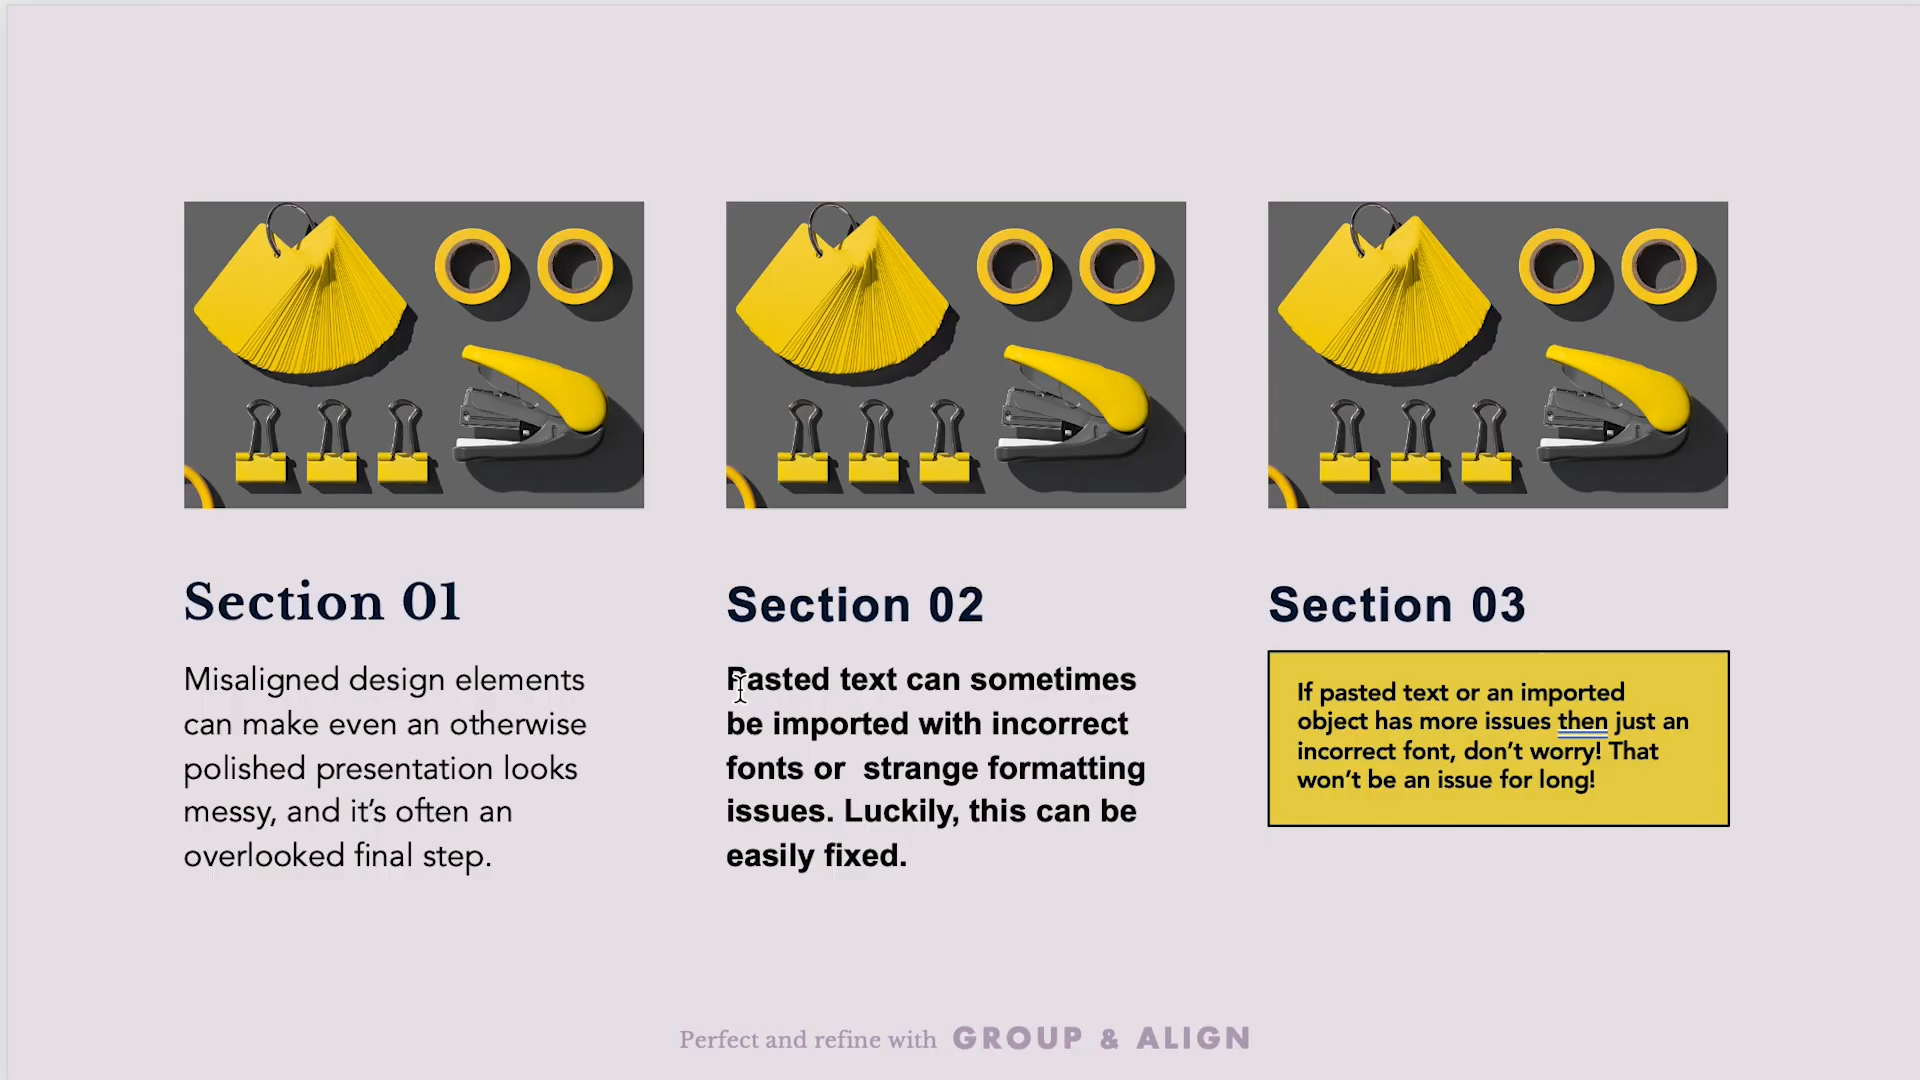 Section 01
Misaligned design elements
can make even an otherwise
polished presentation looks
messy, and it’s often an
overlooked final step.
Section 02
Pasted text can sometimes
be imported with incorrect
fonts or  strange formatting
issues. Luckily, this can be
easily fixed.
Section 03
If pasted text or an imported
object has more issues then just an
incorrect font, don’t worry! That
won’t be an issue for long!
Perfect and refine with GROUP & ALIGN